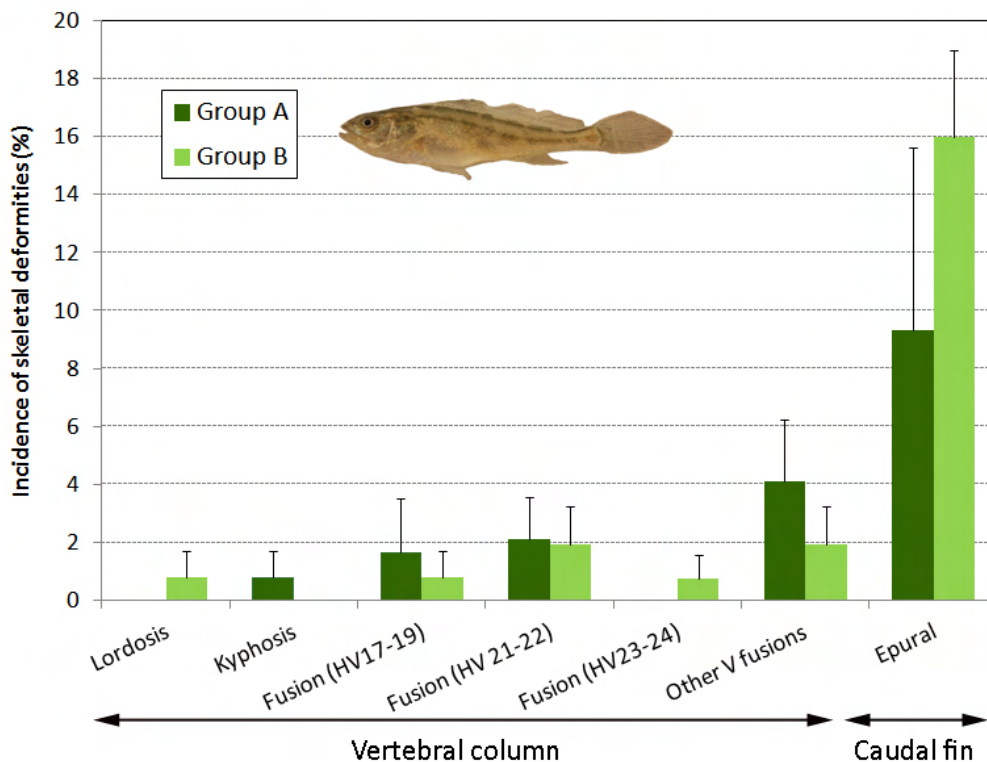 Incidence of skeletal deformities (%)
20
18
16
14
12
10
8
6
4
2
0
Group A
Group B
Lordosis
Kyphosis
Fusion (HV17-19)
Fusion (HV 21-22)
Fusion (HV23-24)
Other V fusions
Epural
Vertebral column
Caudal fin